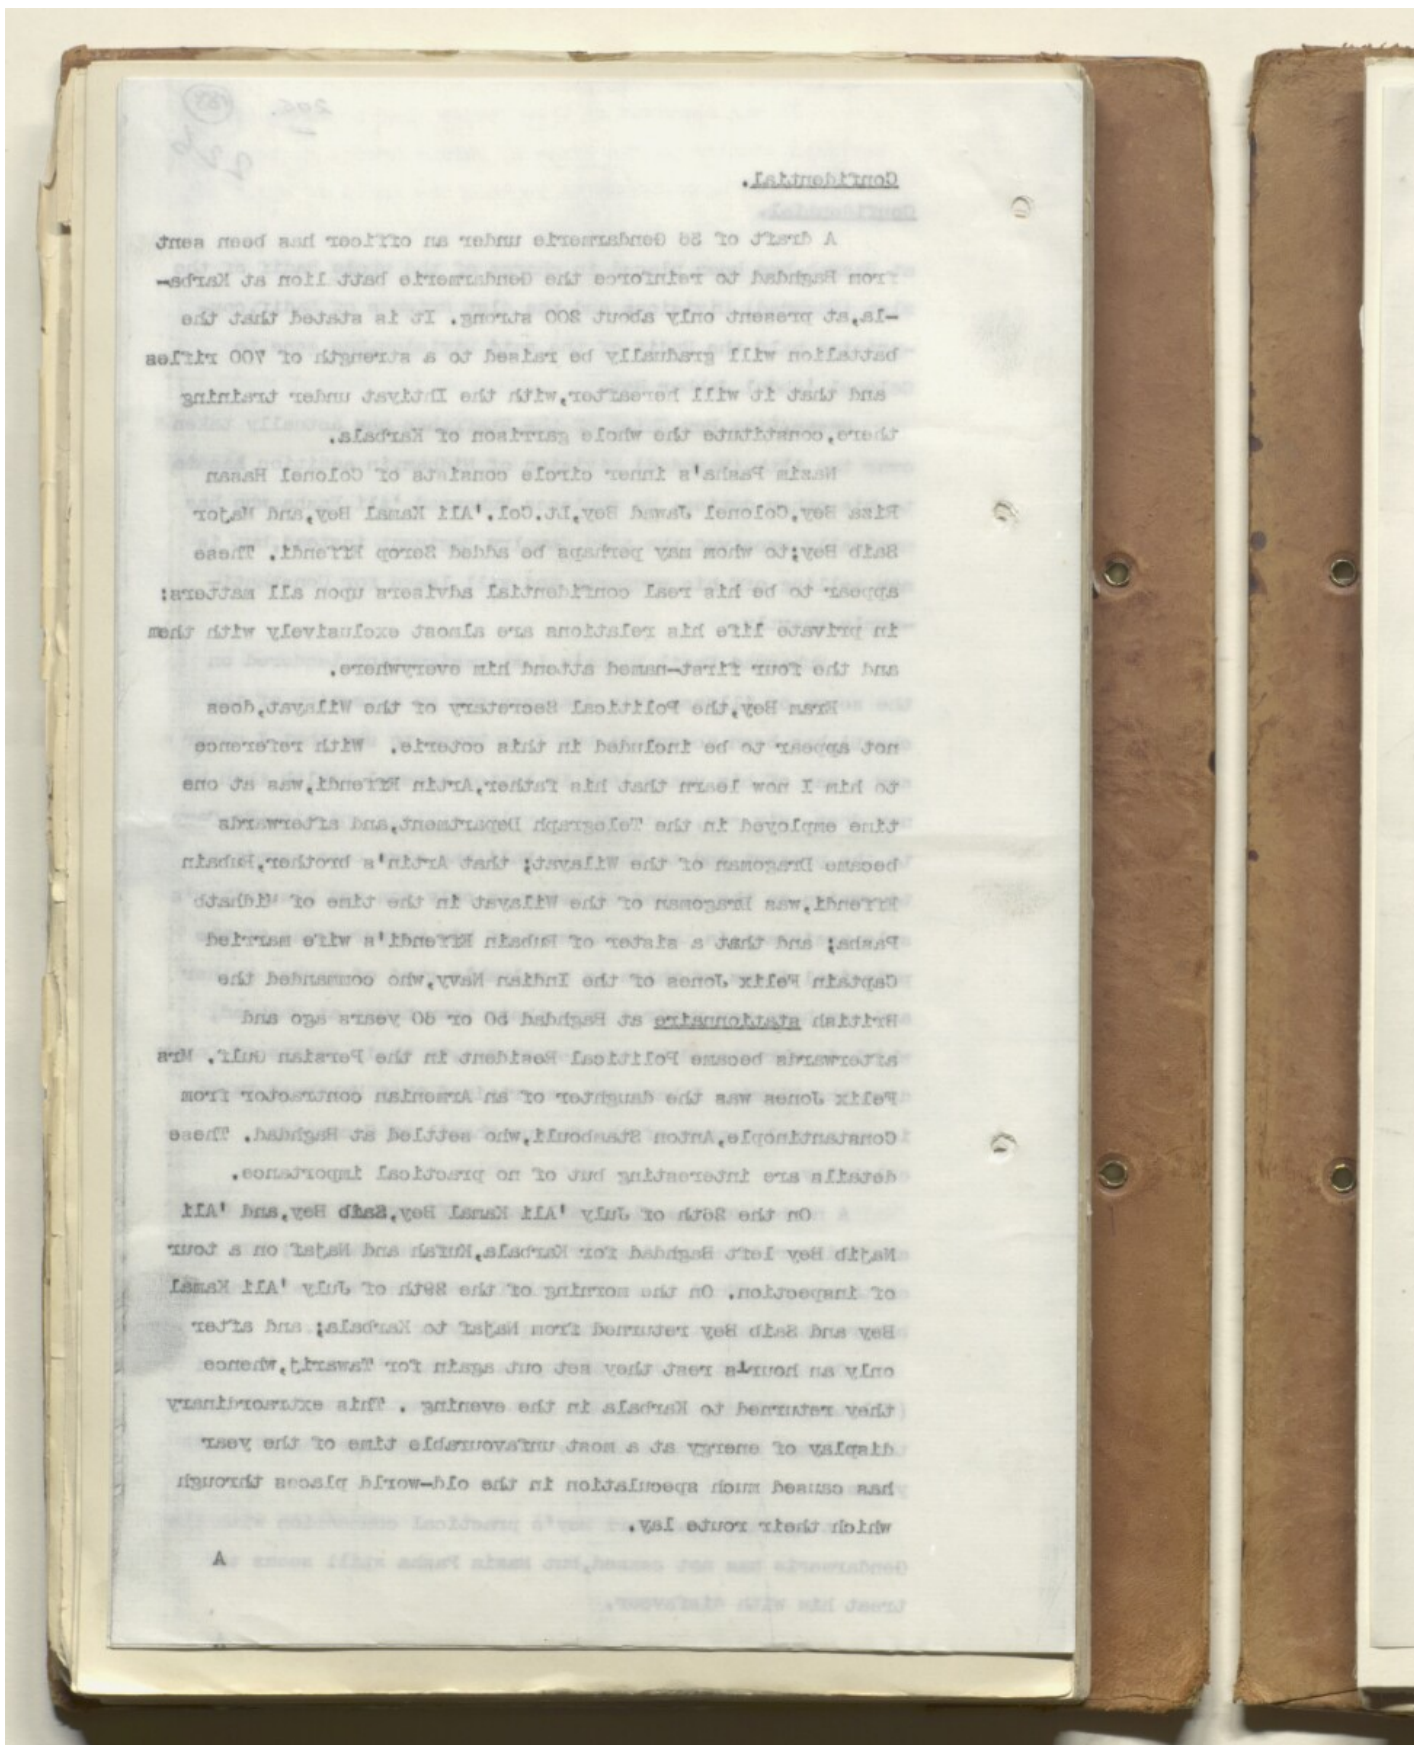 295.
Confidential.
A draft of 56 Gendarmerie under an officer has been sent
from Baghdad to reinforce the Gendarmerie batt lion at Karba-
-la,at present only about 200 strong. It is stated that the
battalion will gradually be raised to a strength of 700 rifles
and that it will hereafter,with the Ihtiyat under training
there,constitute the whole garrison of Karbala.
Nazim Pasha's inner circle consists of Colonel Hasan
Riza Bey,Colonel Jawad Bey,Lt.Col.'Ali Kamal Bey,and Major
Saib Bey;to whom may perhaps be added Serop Effendi. These
appear to be his real confidential advisers upon all matters:
in private life his relations are almost exclusively with them
and the four first-named attend him everywhere.
Eram Bey,the Political Secretary of the Wilayat,does
not appear to be included in this coterie. With reference
to him I now learn that his father,Artin Effendi,was at one
time employed in the Telegraph Department,and afterwards
became Dragoman of the Wilayat; that Artin's brother,Rubain
Effendi,was Dragoman of the Wilayat in the time of Midhatb
Pasha; and that a sister of Rubain Effendi's wife married
Captain Felix Jones of the Indian Navy,who commanded the
British stationnaire at Baghdad 50 or 60 years ago and
afterwards became Political Resident in the Persian Gulf. Mrs
Felix Jones was the daughter of an Armenian contractor from
Constantinople,Anton Stambouli,who settled at Baghdad. These
details are interesting but of no practical importance.
On the 26th of July 'Ali Kamal Bey,Saib Bey,and 'Ali
Najib Bey left Baghdad for Karbala,Kufah and Najaf on a tour
of inspection. On the morning of the 29th of July 'Ali Kamal
Bey and Saib Bey returned from Najaf to Karbala; and after
only an hour's rest they set out again for Tawarij,whence
they returned to Karbala in the evening . This extraordinary
display of energy at a most unfavourable time of the year
has caused much speculation in the old-world places through
which their route lay.
A